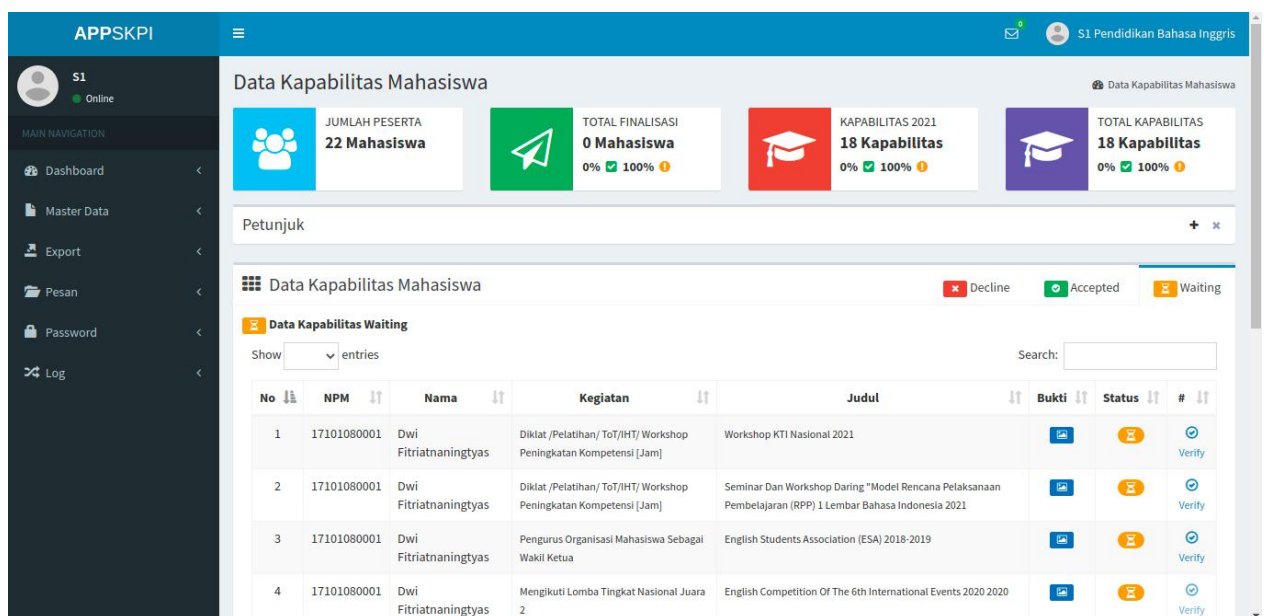 APPSKPI
0
S1 Pendidikan Bahasa Inggris
S1
Online
MAIN NAVIGATION
Dashboard
Master Data
Export
Pesan
Password
Log
Data Kapabilitas Mahasiswa
Data Kapabilitas Mahasiswa
JUMLAH PESERTA
22 Mahasiswa
TOTAL FINALISASI
0 Mahasiswa
0% 100%
KAPABILITAS 2021
18 Kapabilitas
0% 100%
TOTAL KAPABILITAS
18 Kapabilitas
0% 100%
Petunjuk
Data Kapabilitas Mahasiswa
Decline
Accepted
Waiting
Data Kapabilitas Waiting
Show entries
Search:
No NPM Nama Kegiatan Judul Bukti Status #
1 17101080001 Dwi Diklat /Pelatihan/ ToT/IHT/ Workshop Workshop KTI Nasional 2021
Fitriatnaningtyas Peningkatan Kompetensi [Jam] Verify
2 17101080001 Dwi Diklat /Pelatihan/ ToT/IHT/ Workshop Seminar Dan Workshop Daring "Model Rencana Pelaksanaan
Fitriatnaningtyas Peningkatan Kompetensi [Jam] Pembelajaran (RPP) 1 Lembar Bahasa Indonesia 2021 Verify
3 17101080001 Dwi Pengurus Organisasi Mahasiswa Sebagai English Students Association (ESA) 2018-2019
Fitriatnaningtyas Wakil Ketua Verify
4 17101080001 Dwi Mengikuti Lomba Tingkat Nasional Juara English Competition Of The 6th International Events 2020 2020
Fitriatnaningtyas 2 Verify